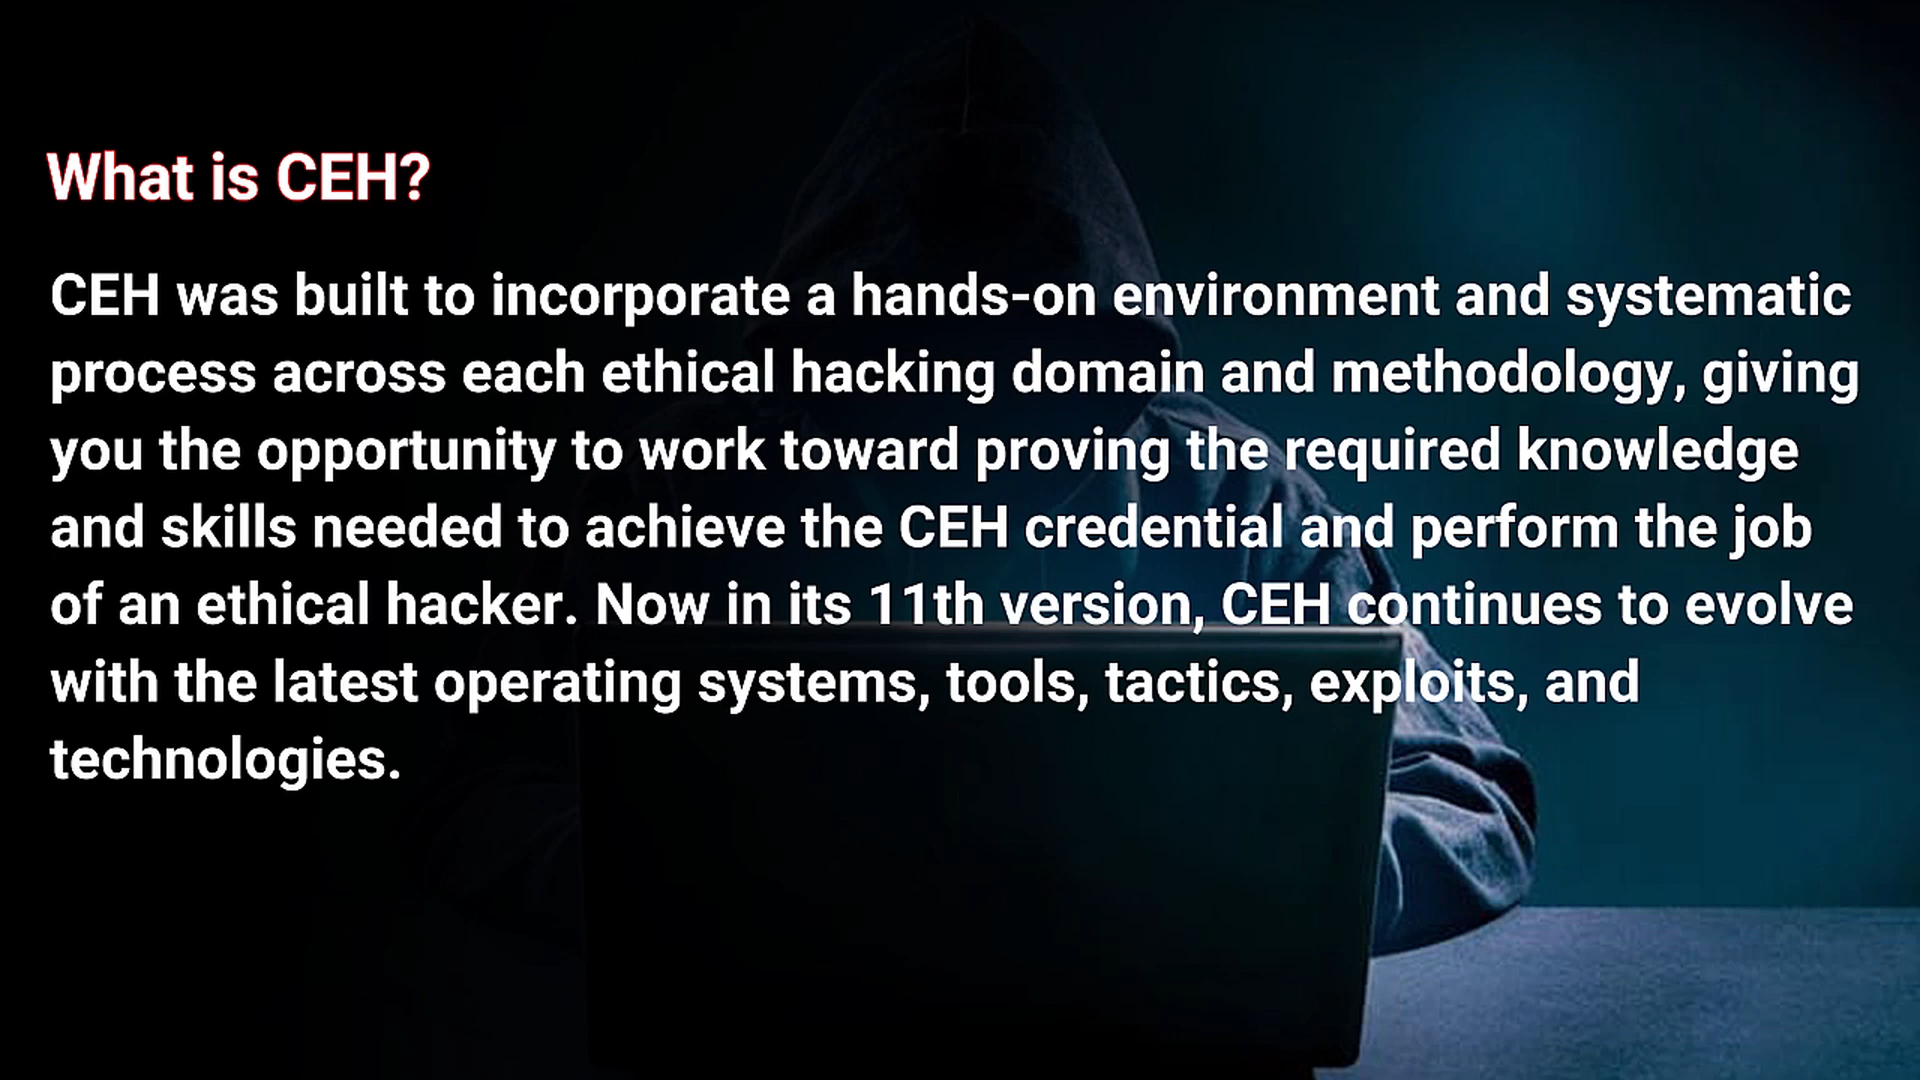 What is CEH?
CEH was built to incorporate a hands-on environment and systematic
process across each ethical hacking domain and methodology, giving
you the opportunity to work toward proving the required knowledge
and skills needed to achieve the CEH credential and perform the job
of an ethical hacker. Now in its 11th version, CEH continues to evolve
with the latest operating systems, tools, tactics, exploits, and
technologies.